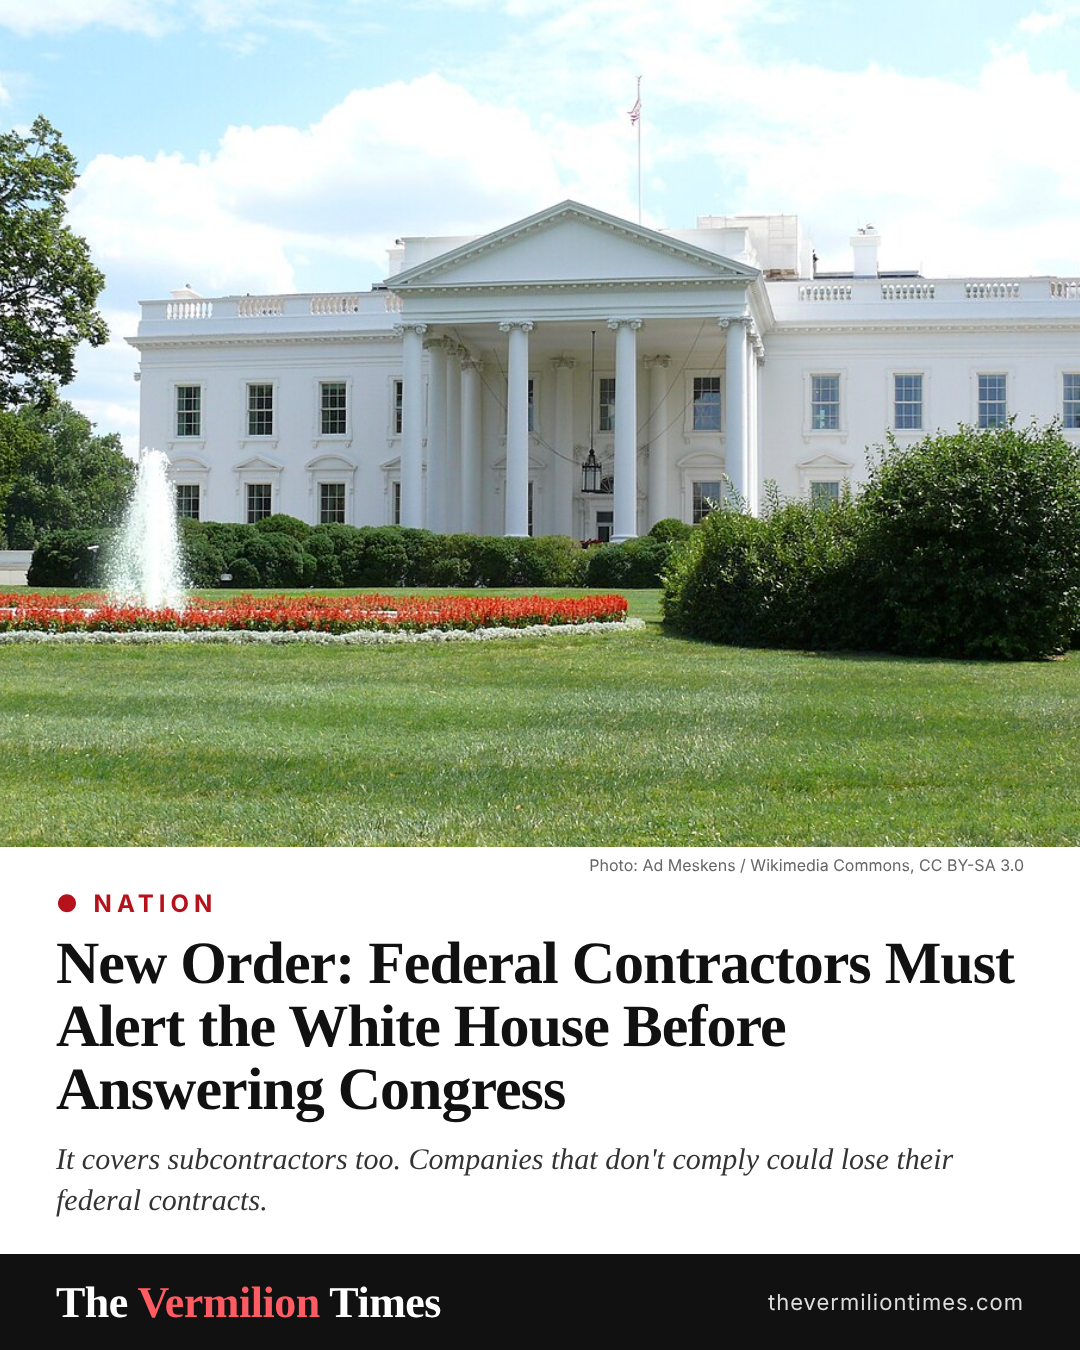 Photo: Ad Meskens / Wikimedia Commons, CC BY-SA 3.0
NATION
New Order: Federal Contractors Must
Alert the White House Before
Answering Congress
It covers subcontractors too. Companies that don't comply could lose their
federal contracts.
The Vermilion Times
thevermiliontimes.com